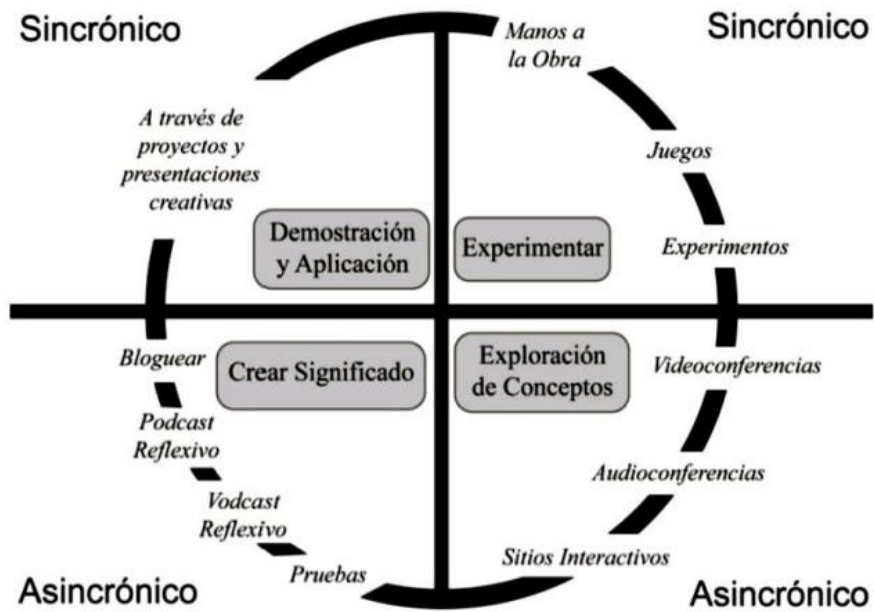 Sincrónico
Sincrónico
Manos a
la Obra
A través de
proyectos y
presentaciones
creativas
Juegos
Demostración
y Aplicación
Experimentar
Experimentos
Bloguear
Crear Significado
Exploración
de Conceptos
Videoconferencias
Podcast
Reflexivo
Audioconferencias
Vodcast
Reflexivo
Sitios Interactivos
Pruebas
Asincrónico
Asincrónico